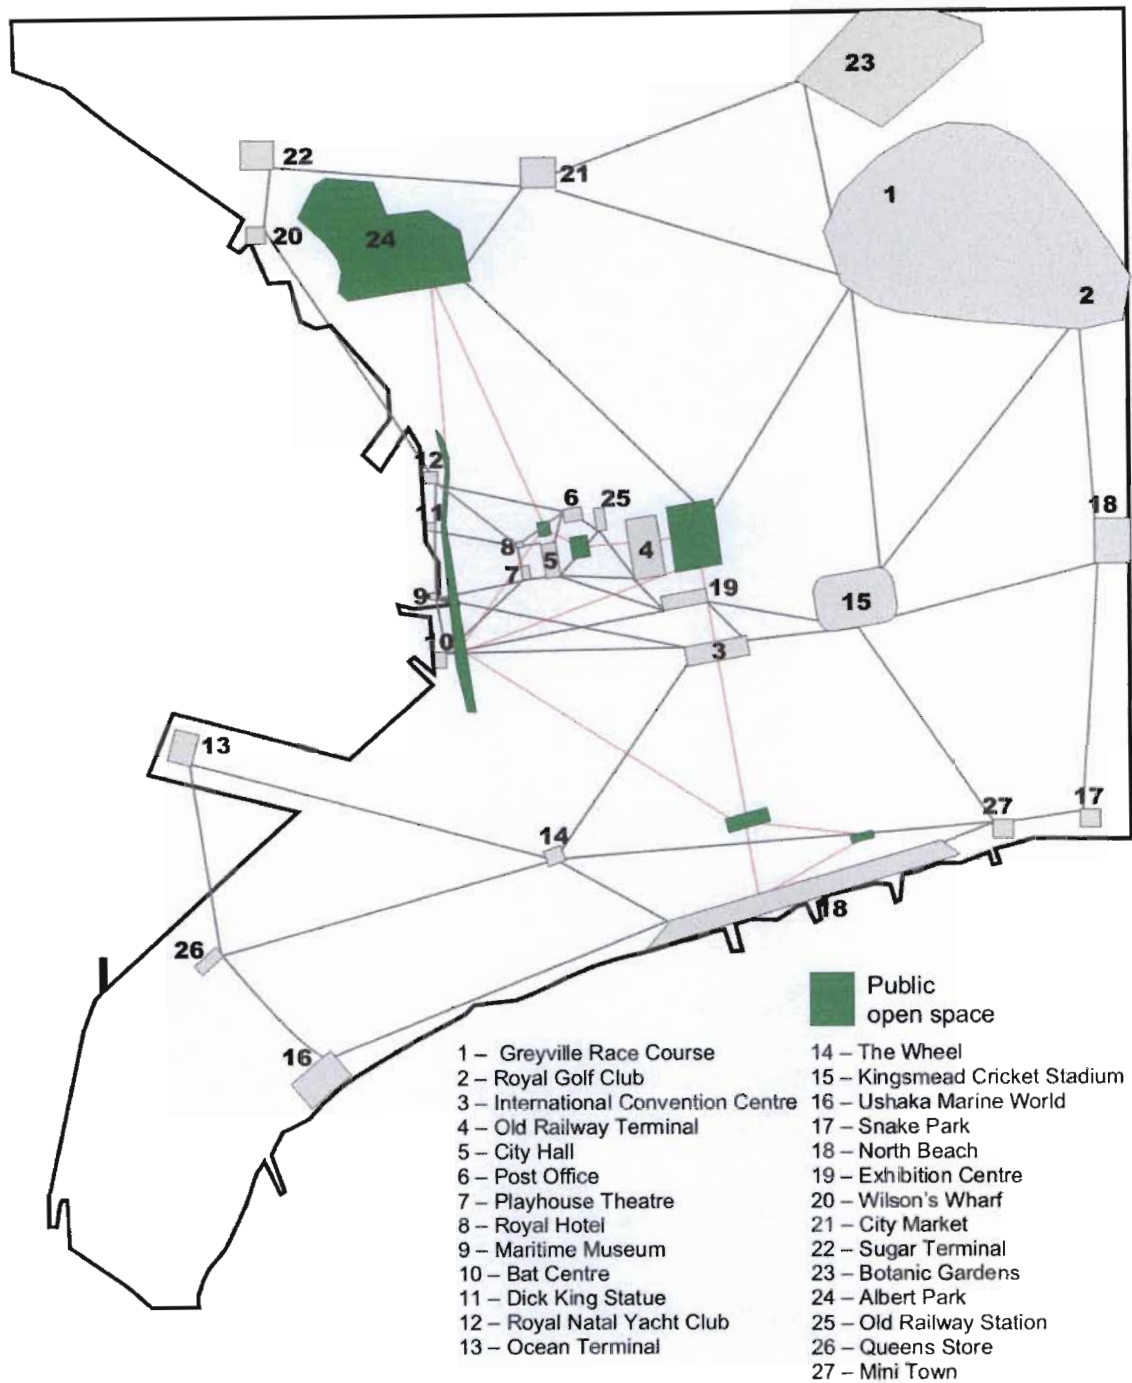 23
1
22
21
20
24
2
12
6
25
18
11
8
5
4
7
9
19
15
10
3
13
27
17
14
18
26
16
Public
open space
1 – Greyville Race Course
2 – Royal Golf Club
3 – International Convention Centre
4 – Old Railway Terminal
5 – City Hall
6 – Post Office
7 – Playhouse Theatre
8 – Royal Hotel
9 – Maritime Museum
10 – Bat Centre
11 – Dick King Statue
12 – Royal Natal Yacht Club
13 – Ocean Terminal
14 – The Wheel
15 – Kingsmead Cricket Stadium
16 – Ushaka Marine World
17 – Snake Park
18 – North Beach
19 – Exhibition Centre
20 – Wilson's Wharf
21 – City Market
22 – Sugar Terminal
23 – Botanic Gardens
24 – Albert Park
25 – Old Railway Station
26 – Queens Store
27 – Mini Town